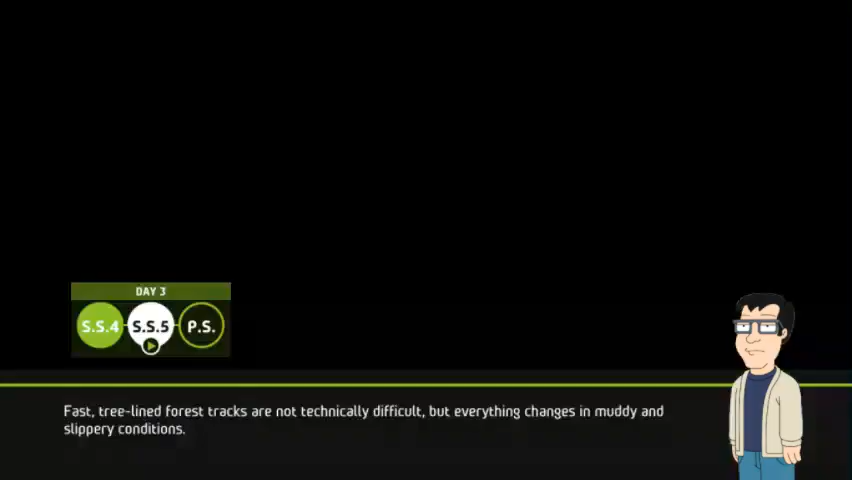 DAY 3
S.S.4 S.S.5 P.S.
Fast, tree-lined forest tracks are not technically difficult, but everything changes in muddy and
slippery conditions.